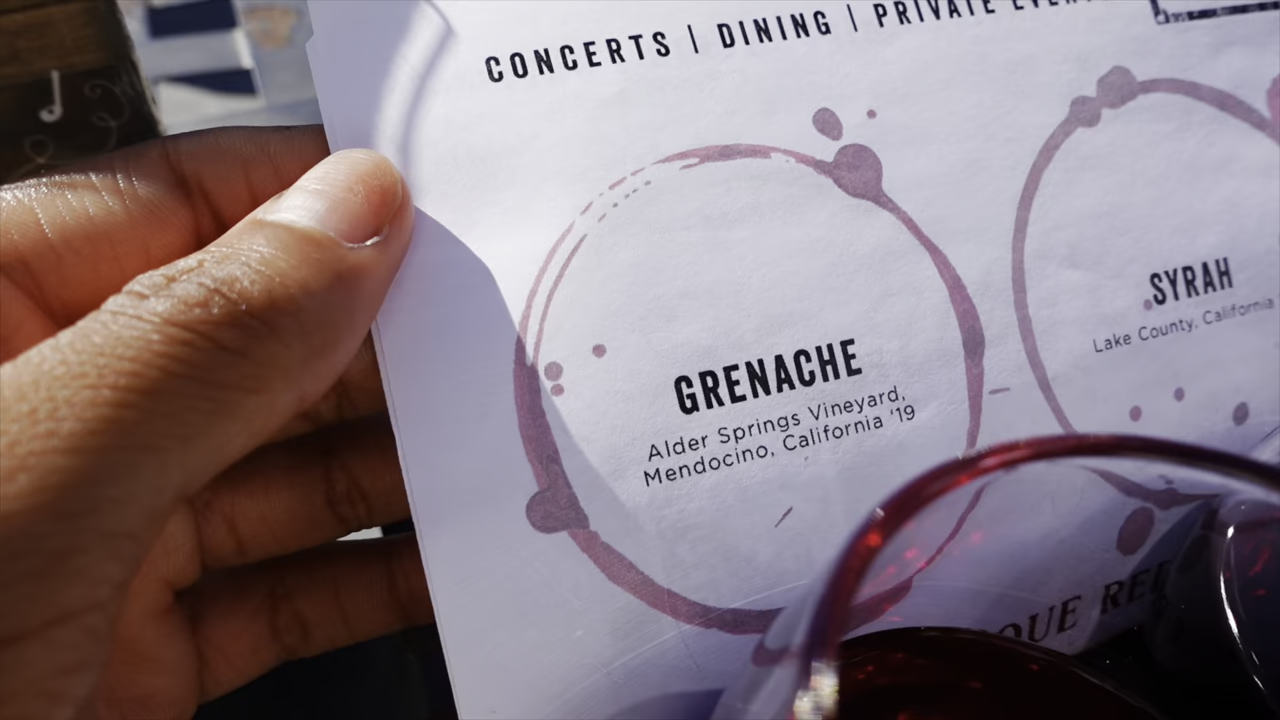 CONCERTS | DINING | PRIVATE
GRENACHE
Alder Springs Vineyard,
Mendocino, California '19
SYRAH
Lake County, California